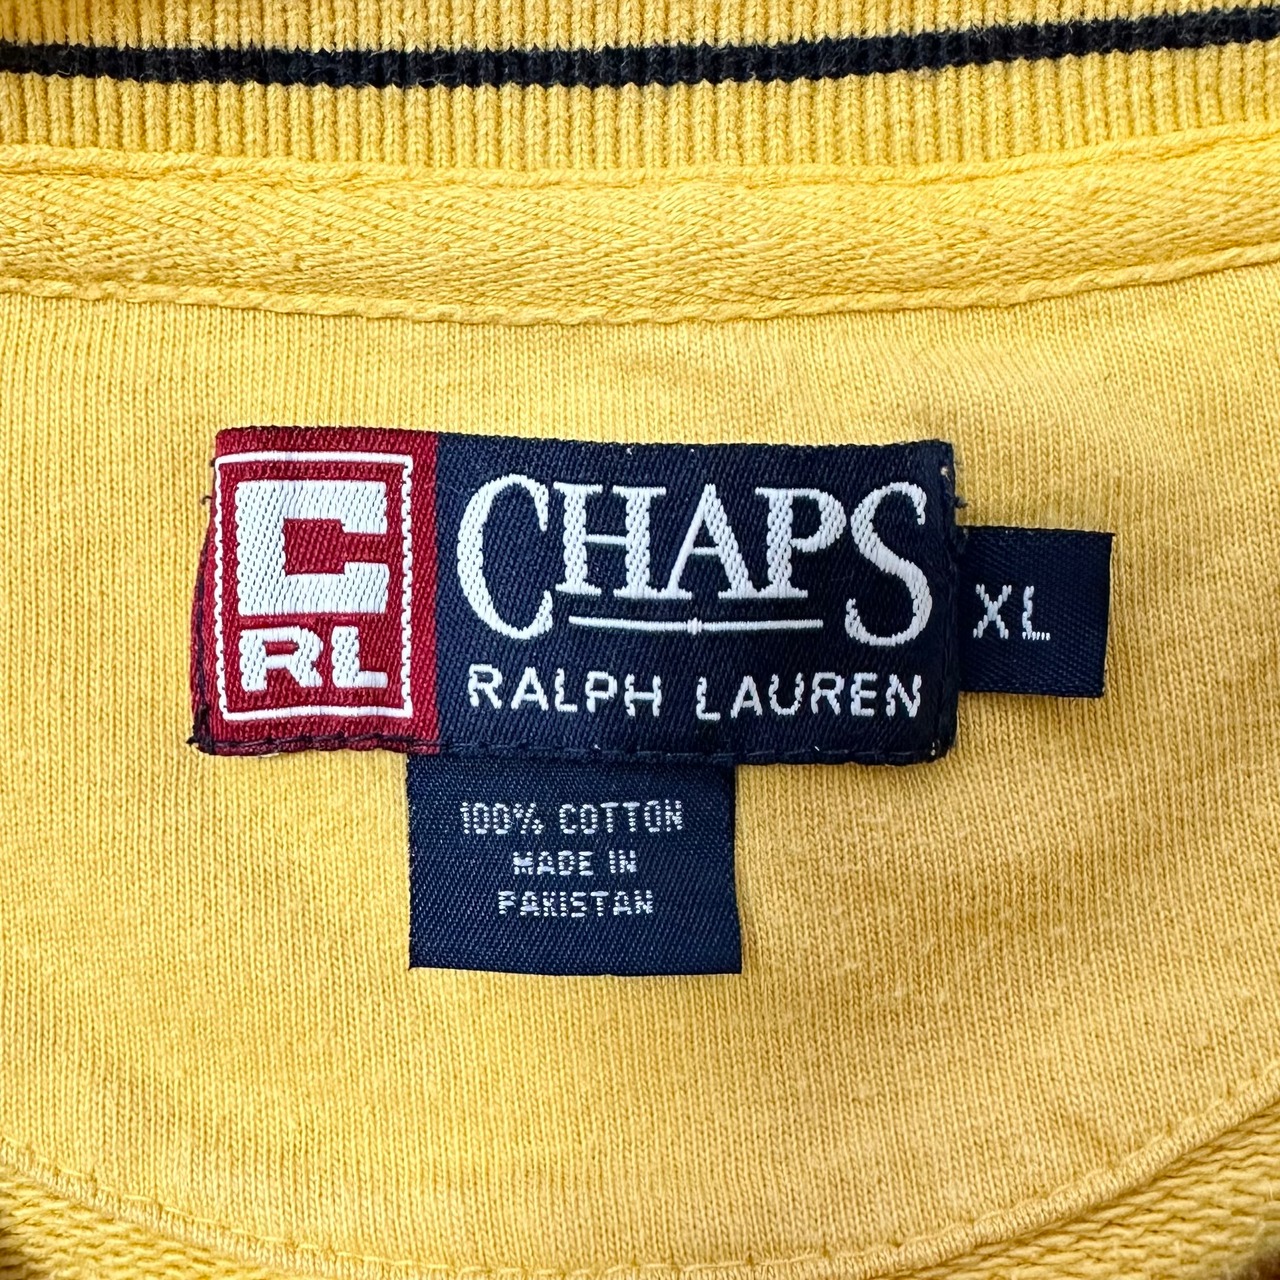 C
RL
CHAPS
RALPH LAUREN
XL
100% COTTON
MADE IN
PAKISTAN